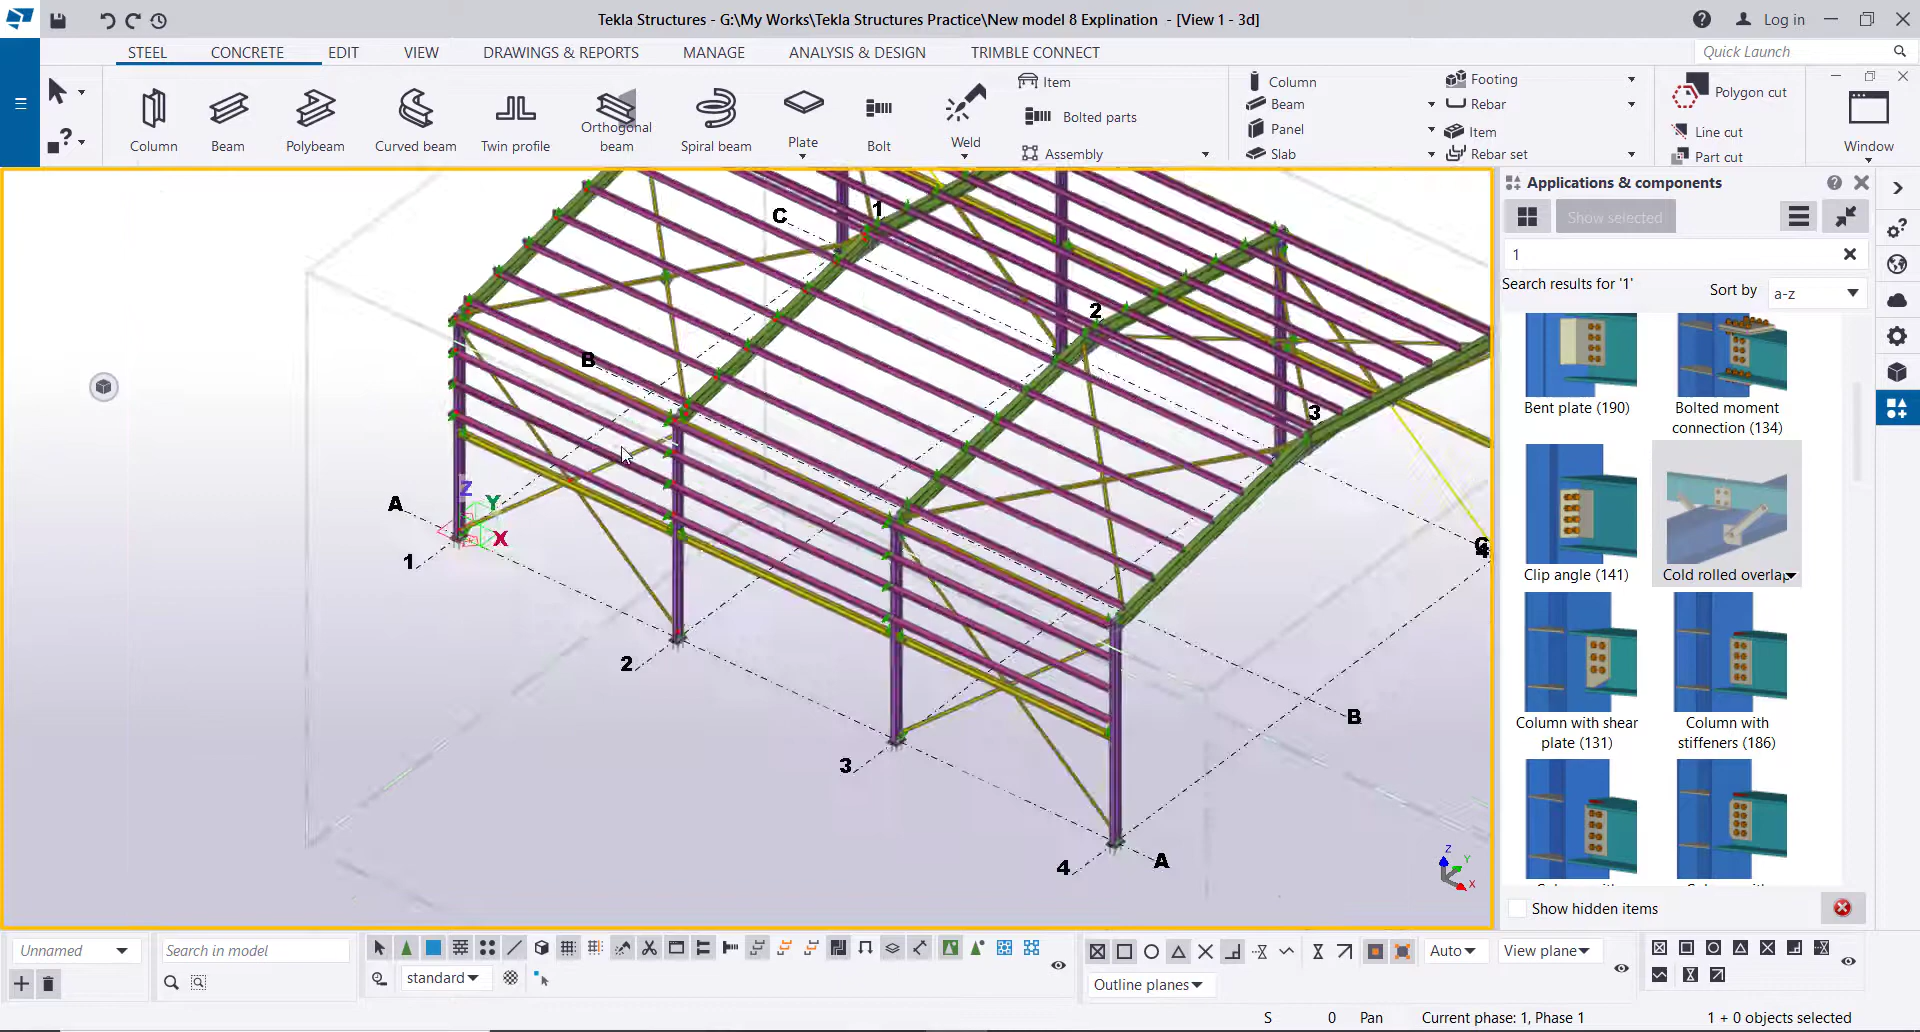 Tekla Structures - G:\My Works\Tekla Structures Practice\New model 8 Explination - [View 1 - 3d]
Log in
STEEL CONCRETE EDIT VIEW DRAWINGS & REPORTS MANAGE ANALYSIS & DESIGN TRIMBLE CONNECT
Quick Launch
Column
Beam
Polybeam
Curved beam
Twin profile
Orthogonal
beam
Spiral beam
Plate
Bolt
Weld
Item
Bolted parts
Assembly
Column
Beam
Panel
Slab
Footing
Rebar
Item
Rebar set
Polygon cut
Line cut
Part cut
Window
Applications & components
Show selected
1
Search results for '1'
Sort by
a-z
Bent plate (190)
Bolted moment
connection (134)
Clip angle (141)
Cold rolled overlap
Column with shear
plate (131)
Column with
stiffeners (186)
Show hidden items
C
1
2
B
3
A
Z
Y
X
1
C
4
2
B
3
4
A
Z
Y
X
Unnamed
Search in model
standard
Auto
View plane
Outline planes
S
0
Pan
Current phase: 1, Phase 1
1 + 0 objects selected